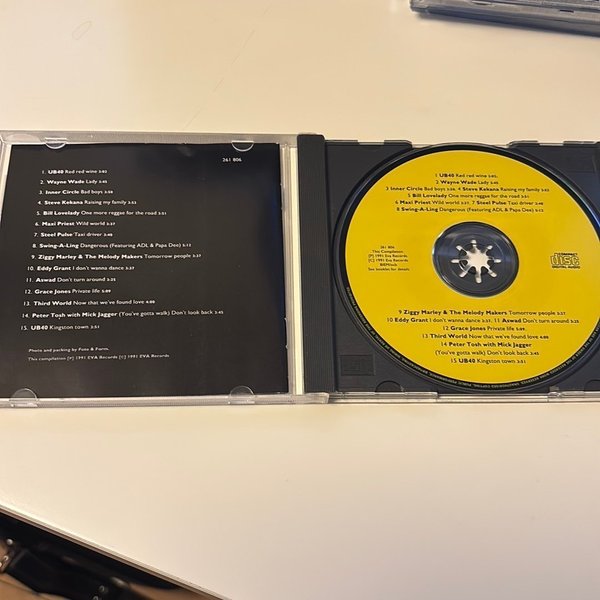 261 806
1. UB40 Red red wine 3.02.
2. Wayne Wade Lady 3.45
3. Inner Circle Bad boys 3.50
4. Steve Kekana Raising my family 3.52
5. Bill Lovelady One more reggae for the road 3.31
6. Maxi Priest Wild world 3.37.
7. Steel Pulse Taxi driver 3.40
8. Swing-A-Ling Dangerous (Featuring ADL & Papa Dee) 5.12
9. Ziggy Marley & The Melody Makers Tomorrow people 3.37.
10. Eddy Grant I don't wanna dance 3.37.
11. Aswad Don't turn around 3.25
12. Grace Jones Private life 5.09.
13. Third World Now that we've found love 4.00
14. Peter Tosh with Mick Jagger (You've gotta walk) Don't look back 3.45
15. UB40 Kingston town 3.51
Photo and packing by Fose & Forns.
This compilation [P] 1991 EVA Records [C] 1991 EVA Records
1 UB40 Red red wine 3.02.
2 Wayne Wade Lady 3.45
3 Inner Circle Bad boys 4 Steve Kekana Raising my family 3.52
5 Bill Lovelady One more reggae for the road 3.31
6 Maxi Priest Wild world 3.37. 7 Steel Pulse Taxi driver 3.40
8 Swing-A-Ling Dangerous (Featuring ADL & Papa Dee) 5.12
261 806
This Compilation
[P] 1991 Eva Records
[C] 1991 Eva Records
BIEM/ncb
See booklet for details
COMPACT
disc
DIGITAL AUDIO
9 Ziggy Marley & The Melody Makers Tomorrow people 3.37.
10 Eddy Grant I don't wanna dance 3.37. 11 Aswad Don't turn around 3.25
12 Grace Jones Private life 5.09.
13 Third World Now that we've found love 4.00
14 Peter Tosh with Mick Jagger
(You've gotta walk) Don't look back 3.45
15 UB40 Kingston town 3.51